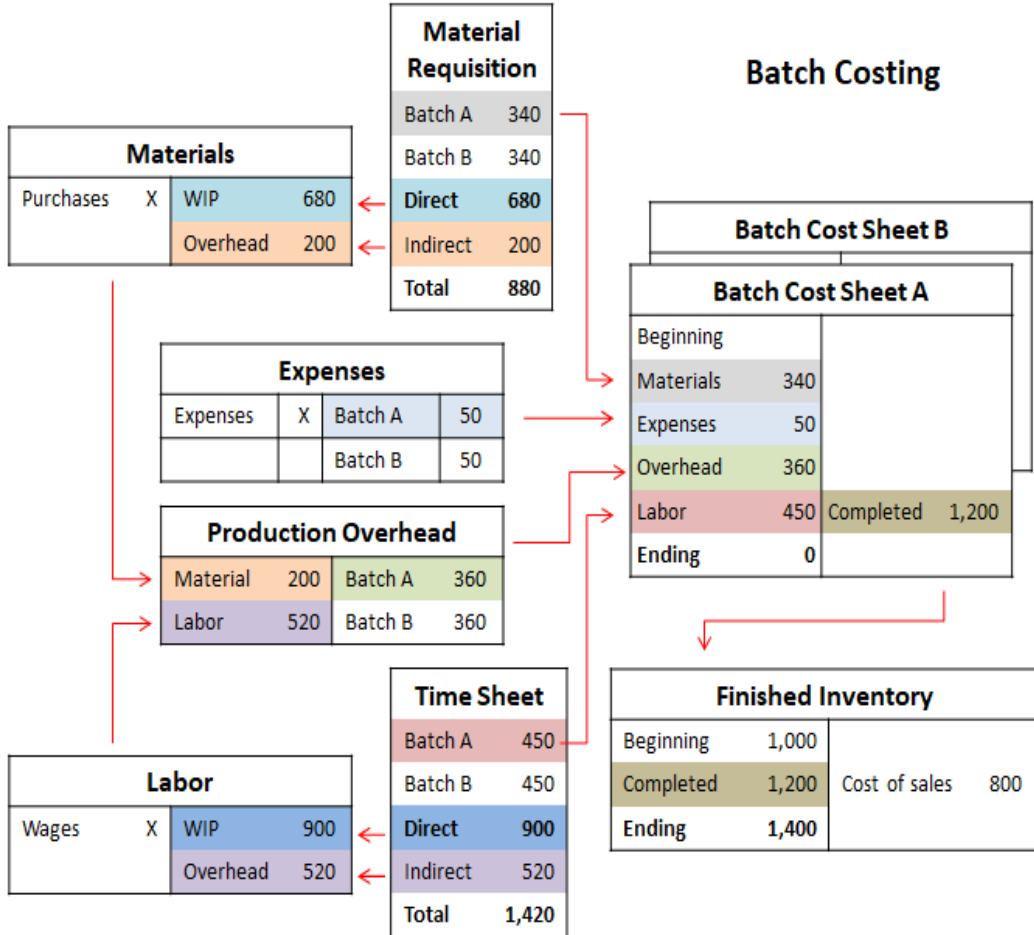 Batch Costing
Material
Requisition
Batch A 340
Batch B 340
Direct 680
Indirect 200
Total 880
Materials
Purchases X WIP 680
Overhead 200
Expenses
Expenses X Batch A 50
Batch B 50
Production Overhead
Material 200 Batch A 360
Labor 520 Batch B 360
Labor
Wages X WIP 900
Overhead 520
Time Sheet
Batch A 450
Batch B 450
Direct 900
Indirect 520
Total 1,420
Batch Cost Sheet B
Batch Cost Sheet A
Beginning
Materials 340
Expenses 50
Overhead 360
Labor 450 Completed 1,200
Ending 0
Finished Inventory
Beginning 1,000
Completed 1,200 Cost of sales 800
Ending 1,400